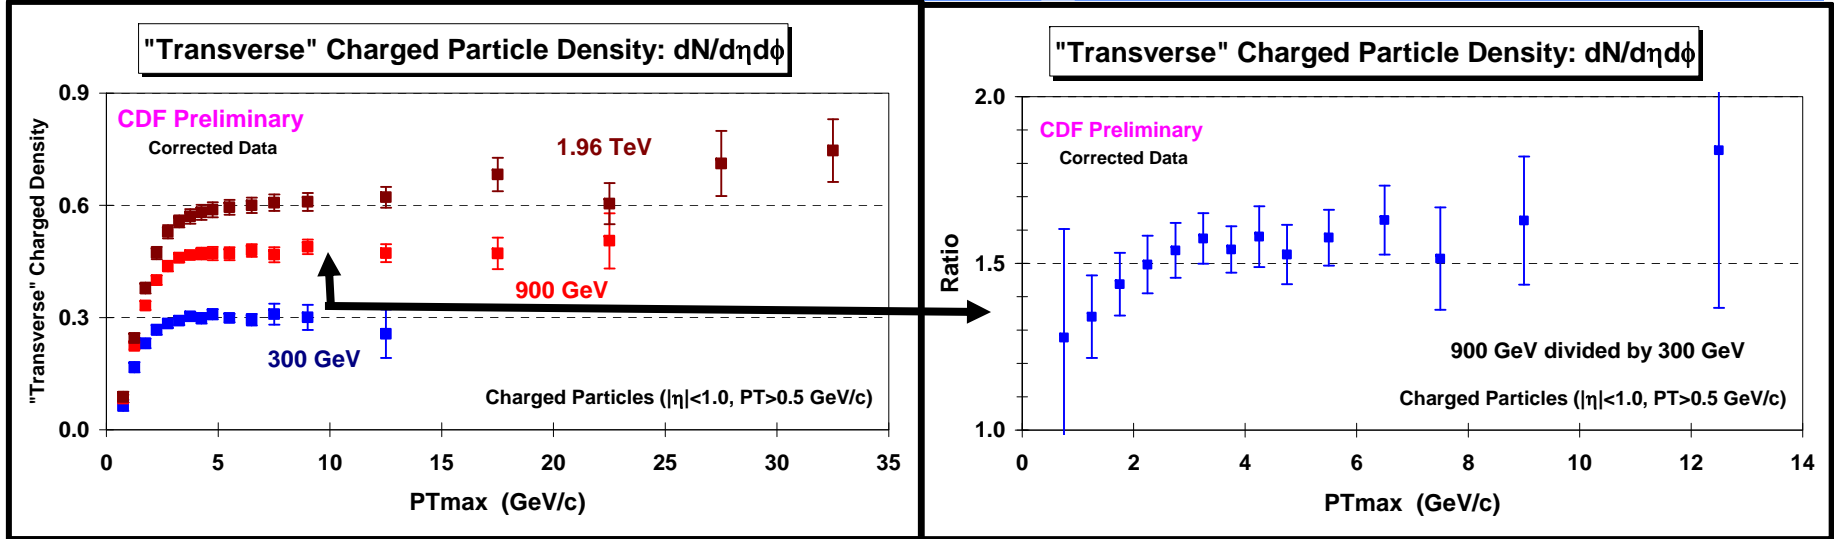 "Transverse" Charged Particle Density: dN/dηdϕ
"Transverse" Charged Density
0.9
0.6
0.3
0.0
CDF Preliminary
Corrected Data
1.96 TeV
900 GeV
300 GeV
Charged Particles (|η|<1.0, PT>0.5 GeV/c)
0 5 10 15 20 25 30 35
PTmax (GeV/c)
"Transverse" Charged Particle Density: dN/dηdϕ
Ratio
2.0
1.5
1.0
CDF Preliminary
Corrected Data
900 GeV divided by 300 GeV
Charged Particles (|η|<1.0, PT>0.5 GeV/c)
0 2 4 6 8 10 12 14
PTmax (GeV/c)